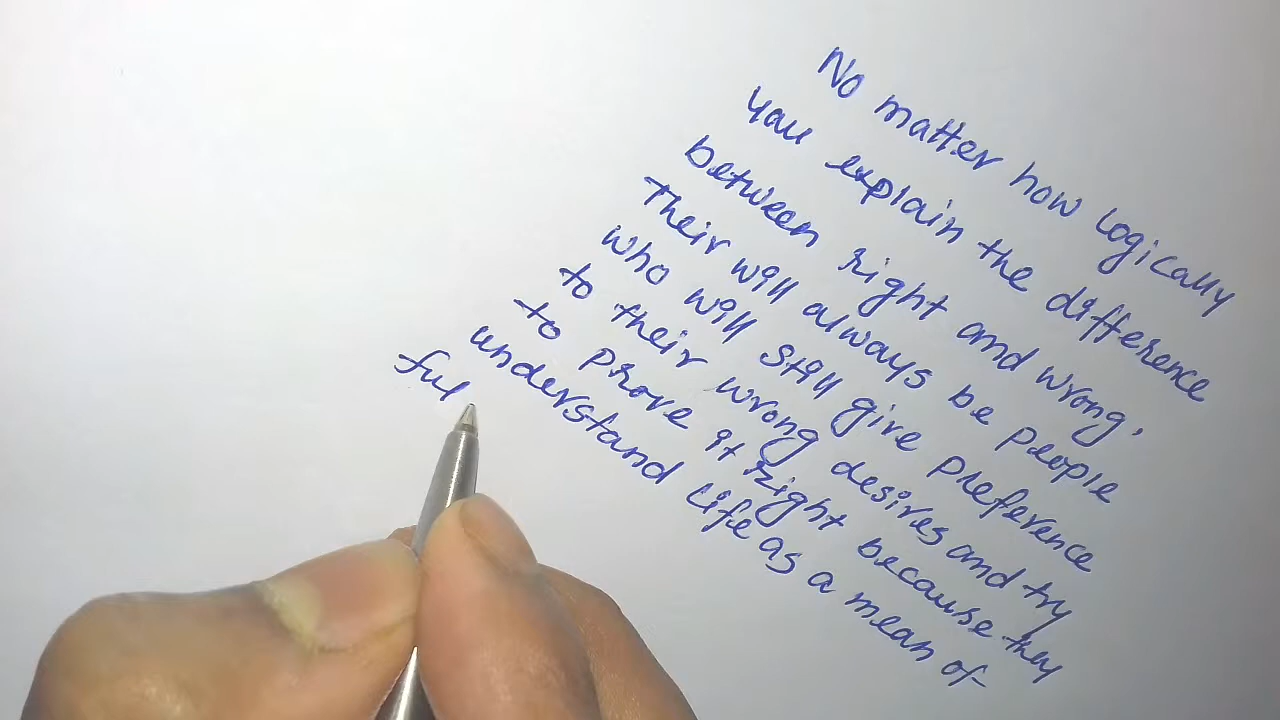 No matter how logically
you explain the difference
between right and wrong,
Their will always be people
who will still give preference
to their wrong desires and try
to prove it right because they
understand life as a mean of
ful